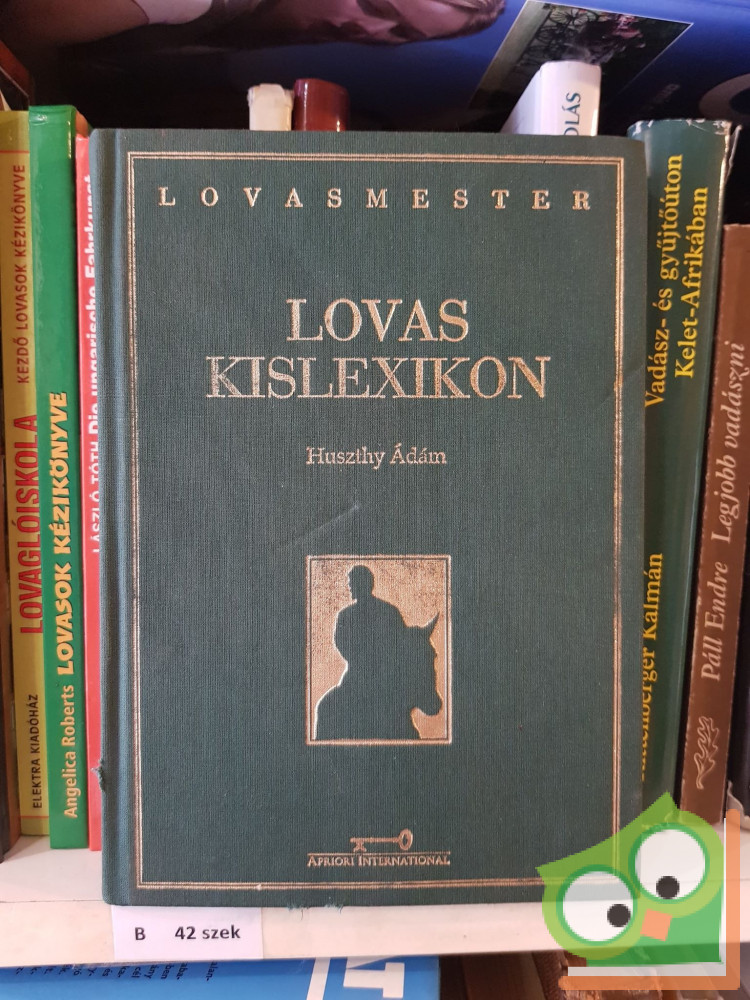 LOVASMESTER
LOVAS
KISLEXIKON
Huszthy Ádám
APRIORI INTERNATIONAL
B 42 szek
ELEKTRA KIADÓHÁZ LOVAGLÓISKOLA KEZDŐ LOVASOK KÉZIKÖNYVE
Angelica Roberts LOVASOK KÉZIKÖNYVE
LÁSZLÓ TÓTH Die ungarische Fahrkunst
Kálmán
Vadász- és gyűjtőúton
Kelet-Afrikában
Páll Endre Legjobb vadászni